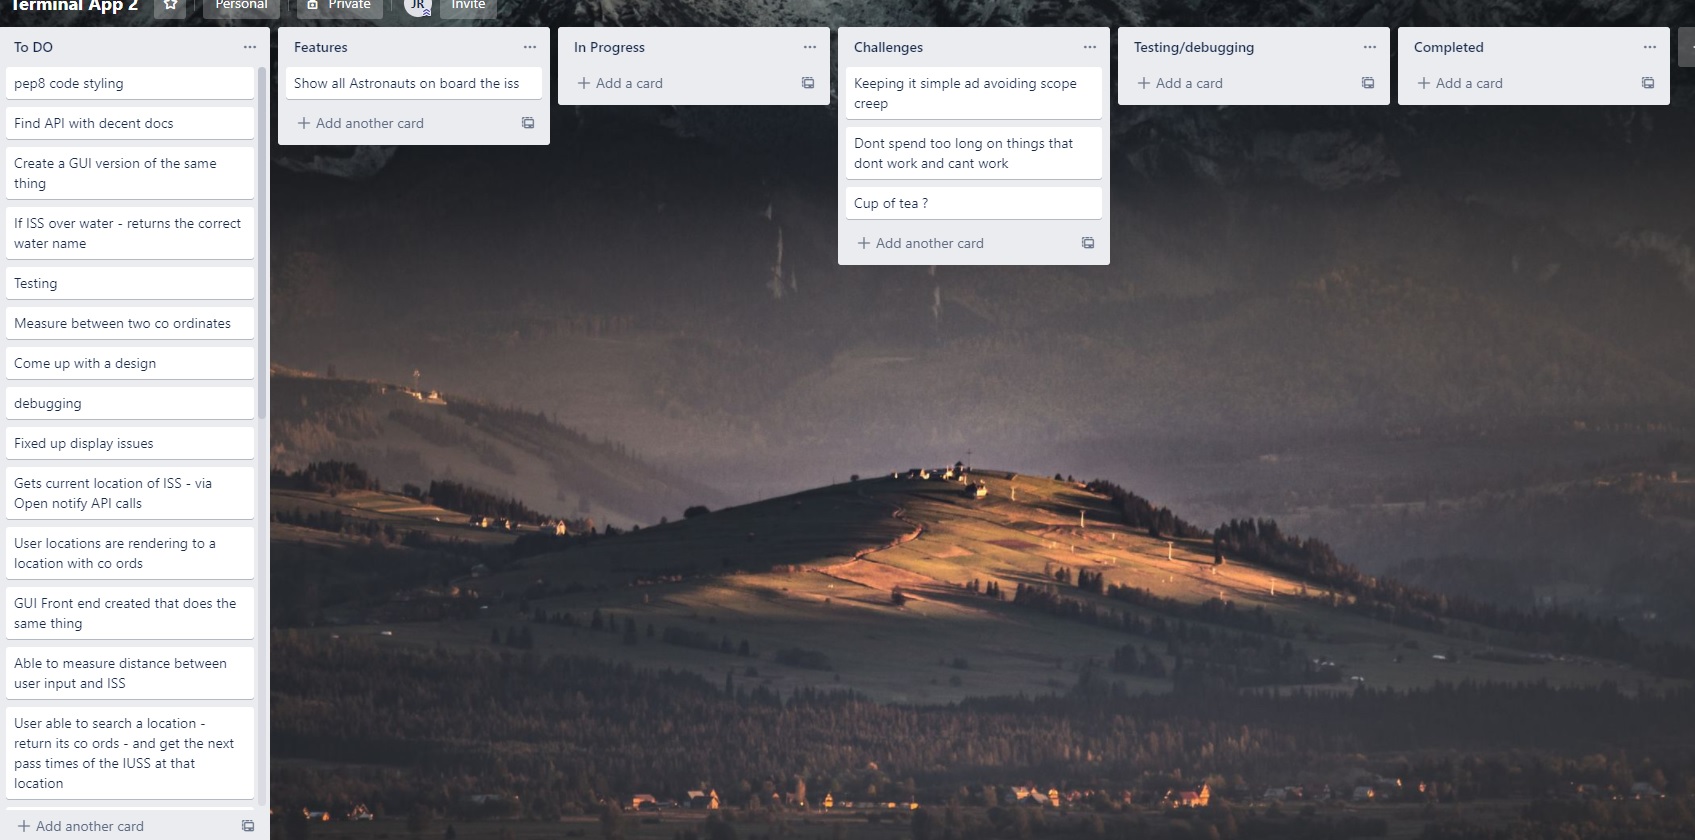 Terminal App 2
Personal
Private
JR
Invite
To DO
pep8 code styling
Find API with decent docs
Create a GUI version of the same
thing
If ISS over water - returns the correct
water name
Testing
Measure between two co ordinates
Come up with a design
debugging
Fixed up display issues
Gets current location of ISS - via
Open notify API calls
User locations are rendering to a
location with co ords
GUI Front end created that does the
same thing
Able to measure distance between
user input and ISS
User able to search a location -
return its co ords - and get the next
pass times of the IUSS at that
location
+ Add another card
Features
Show all Astronauts on board the iss
+ Add another card
In Progress
+ Add a card
Challenges
Keeping it simple ad avoiding scope
creep
Dont spend too long on things that
dont work and cant work
Cup of tea ?
+ Add another card
Testing/debugging
+ Add a card
Completed
+ Add a card